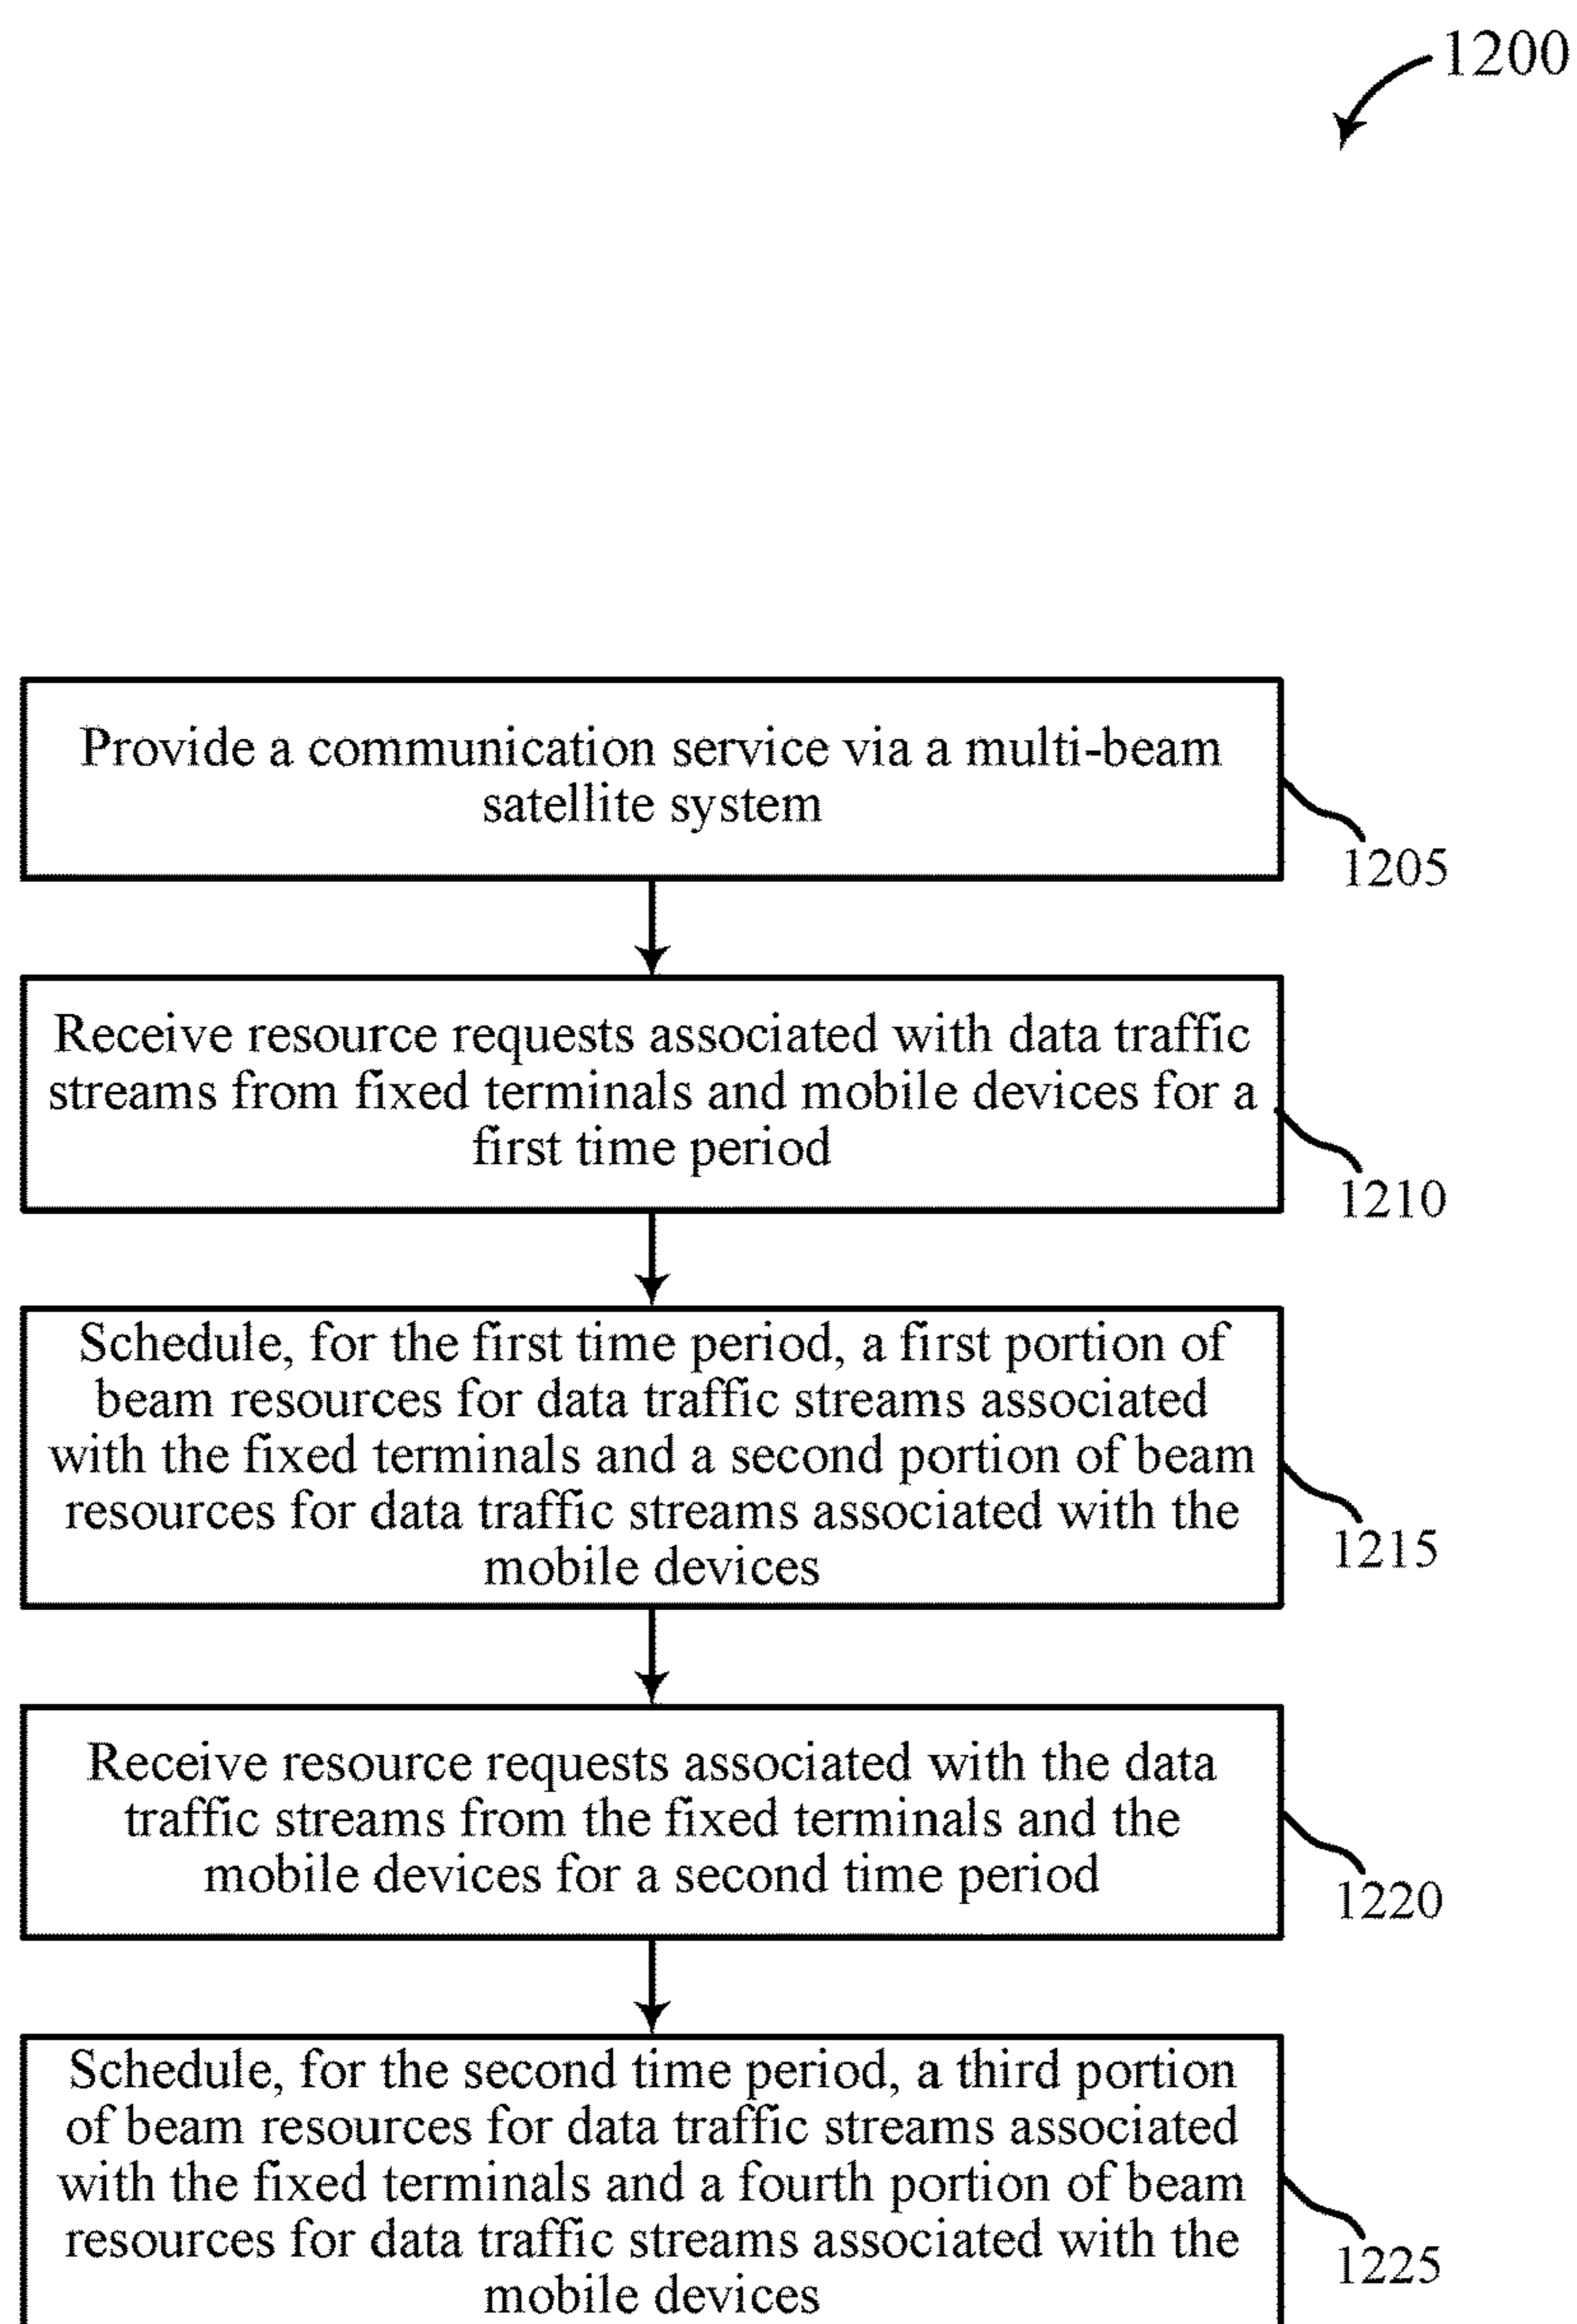 1200
Provide a communication service via a multi-beam
satellite system
1205
Receive resource requests associated with data traffic
streams from fixed terminals and mobile devices for a
first time period
1210
Schedule, for the first time period, a first portion of
beam resources for data traffic streams associated
with the fixed terminals and a second portion of beam
resources for data traffic streams associated with the
mobile devices
1215
Receive resource requests associated with the data
traffic streams from the fixed terminals and the
mobile devices for a second time period
1220
Schedule, for the second time period, a third portion
of beam resources for data traffic streams associated
with the fixed terminals and a fourth portion of beam
resources for data traffic streams associated with the
mobile devices
1225